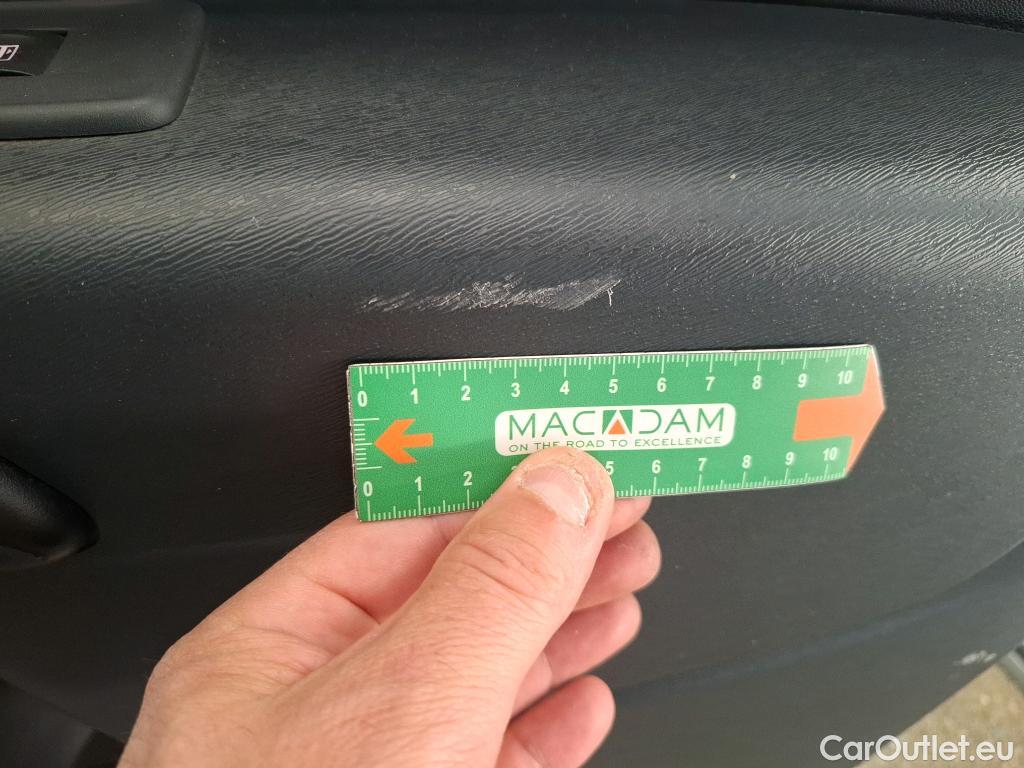 0 1 2 3 4 5 6 7 8 9 10
MACADAM
ON THE ROAD TO EXCELLENCE
0 1 2 3 5 6 7 8 9 10
CarOutlet.eu